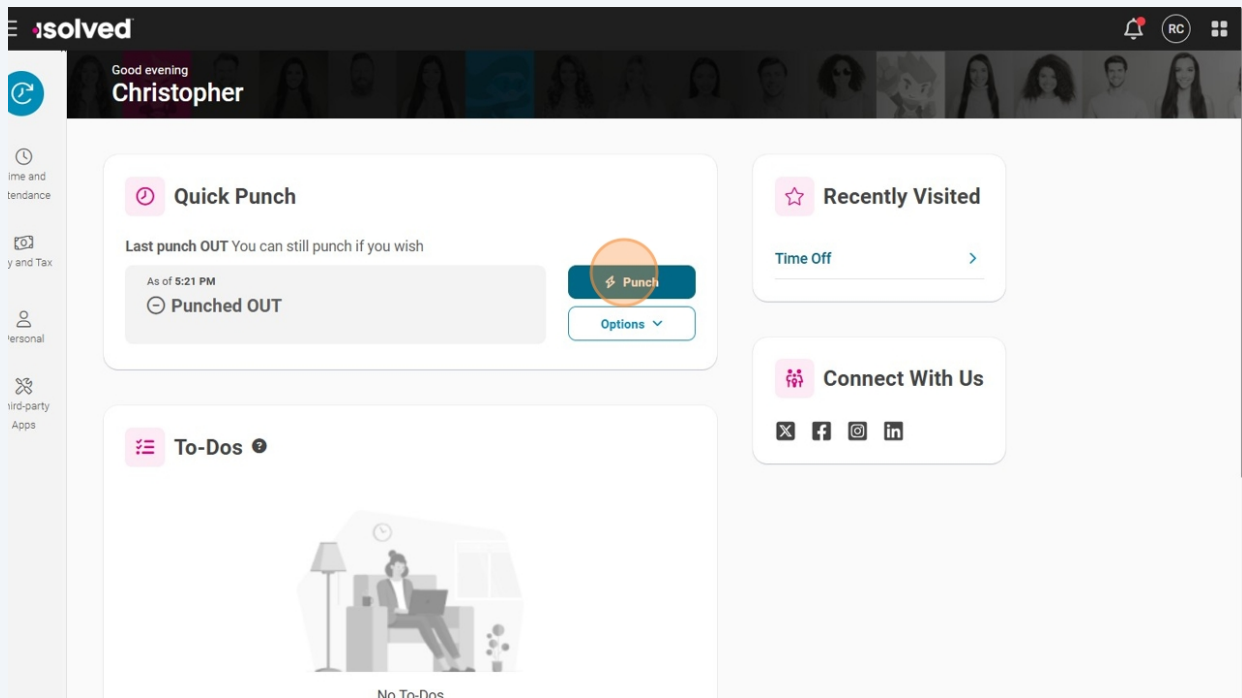 isolved
RC
Good evening
Christopher
ime and
tendance
Quick Punch
Recently Visited
Last punch OUT You can still punch if you wish
y and Tax
Time Off
As of 5:21 PM
Punch
Punched OUT
Options
ersonal
Connect With Us
hird-party
Apps
To-Dos
No To-Dos